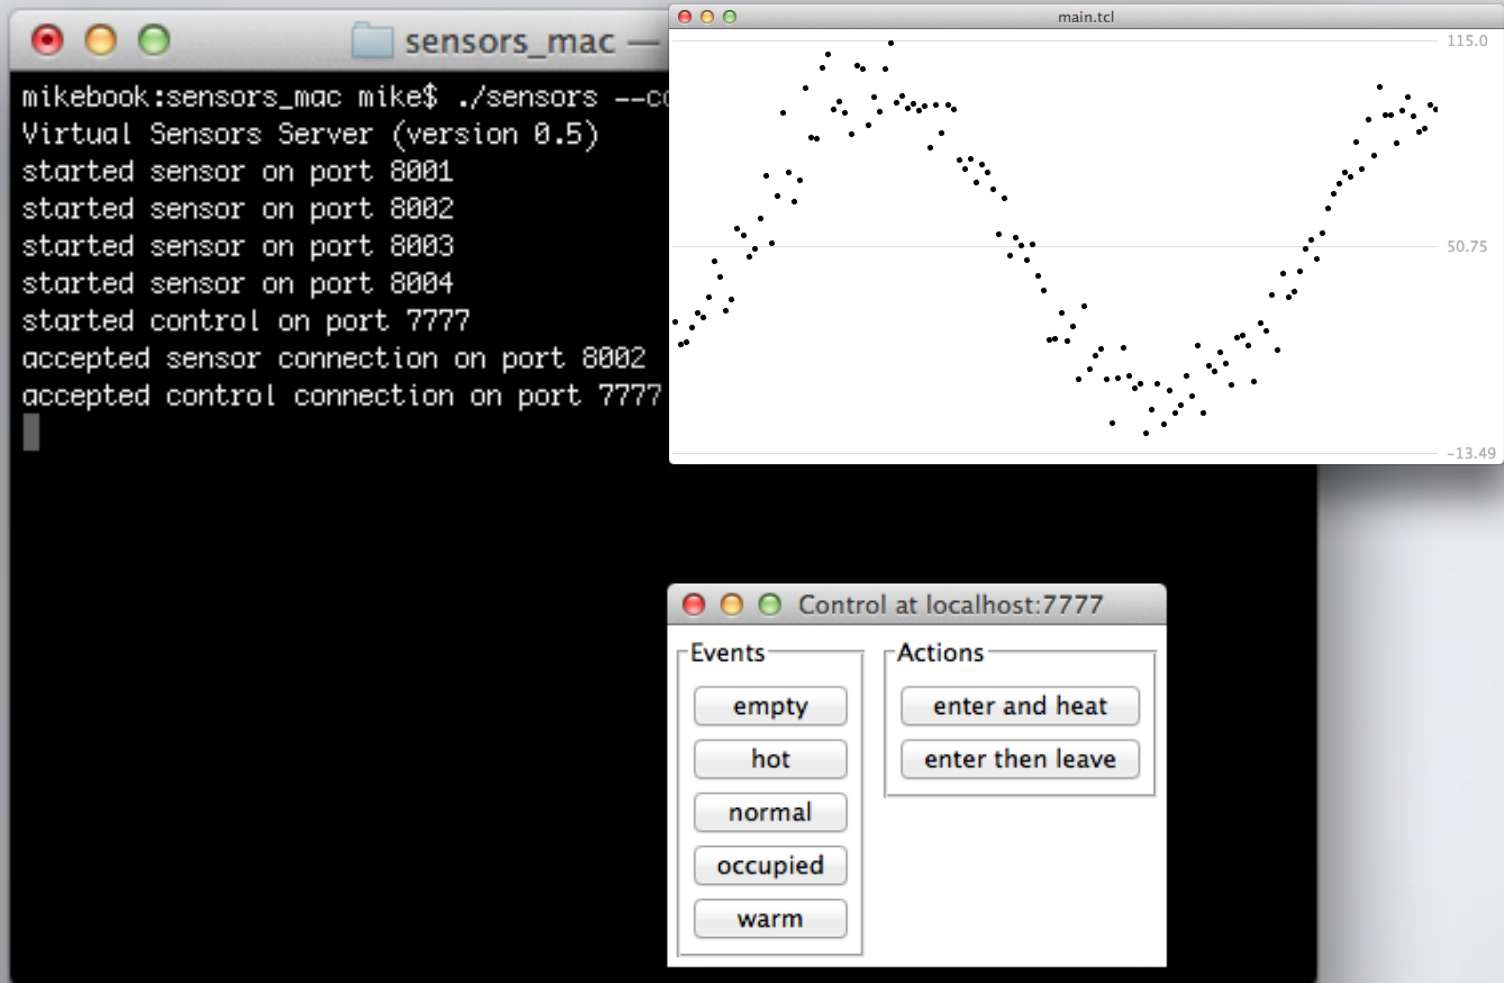 sensors_mac —
mikebook:sensors_mac mike$ ./sensors
Virtual Sensors Server (version 0.5)
started sensor on port 8001
started sensor on port 8002
started sensor on port 8003
started sensor on port 8004
started control on port 7777
accepted sensor connection on port 8002
accepted control connection on port 7777
main.tcl
115.0
50.75
-13.49
Control at localhost:7777
Events
empty
hot
normal
occupied
warm
Actions
enter and heat
enter then leave